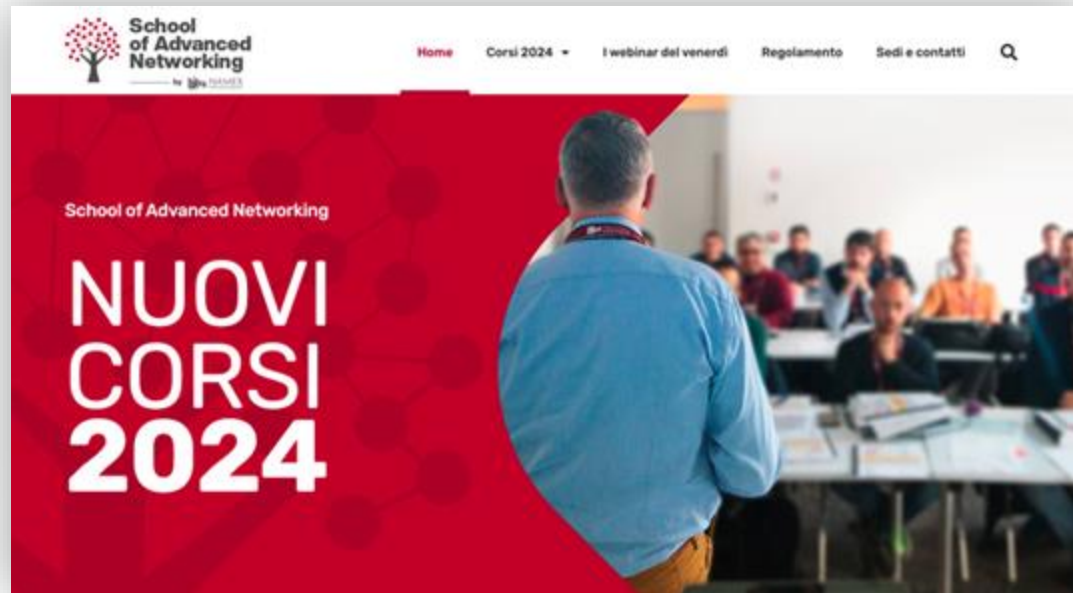 School
of Advanced
Networking
by
Home
Corsi 2024
I webinar del venerdì
Regolamento
Sedi e contatti
School of Advanced Networking
NUOVI
CORSI
2024